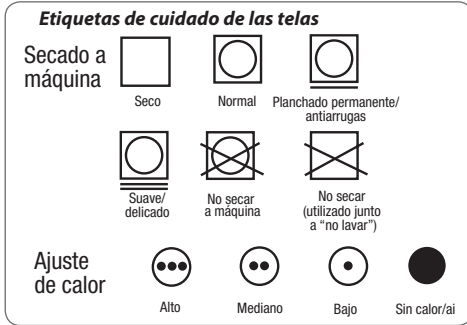 Etiquetas de cuidado de las telas
Secado a
máquina
Seco
Normal
Planchado permanente/
antiarrugas
Suave/
delicado
No secar
a máquina
No secar
(utilizado junto
a “no lavar”)
Ajuste
de calor
Alto
Mediano
Bajo
Sin calor/ai